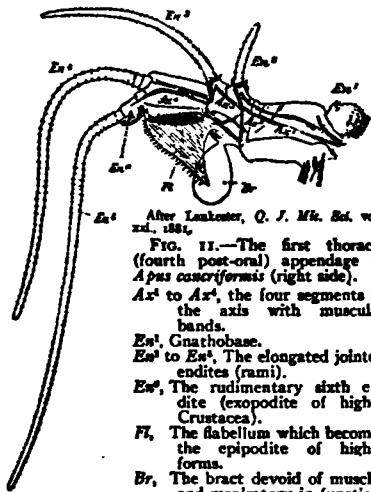 En³
En²
En⁴
En¹
Ax⁴
Ax³
Ax¹
En⁶
Fl
Br
En⁵
After Lankester, Q. J. Mic. Sci. vo
xxi., 1881.
FIG. 11.—The first thorac
(fourth post-oral) appendage
Apus cancriformis (right side).
Ax¹ to Ax⁴, the four segments
the axis with muscul
bands.
En¹, Gnathobase.
En² to En⁵, The elongated jointe
endites (rami).
En⁶, The rudimentary sixth e
dite (exopodite of high
Crustacea).
Fl, The flabellum which becom
the epipodite of high
forms.
Br, The bract devoid of muscl